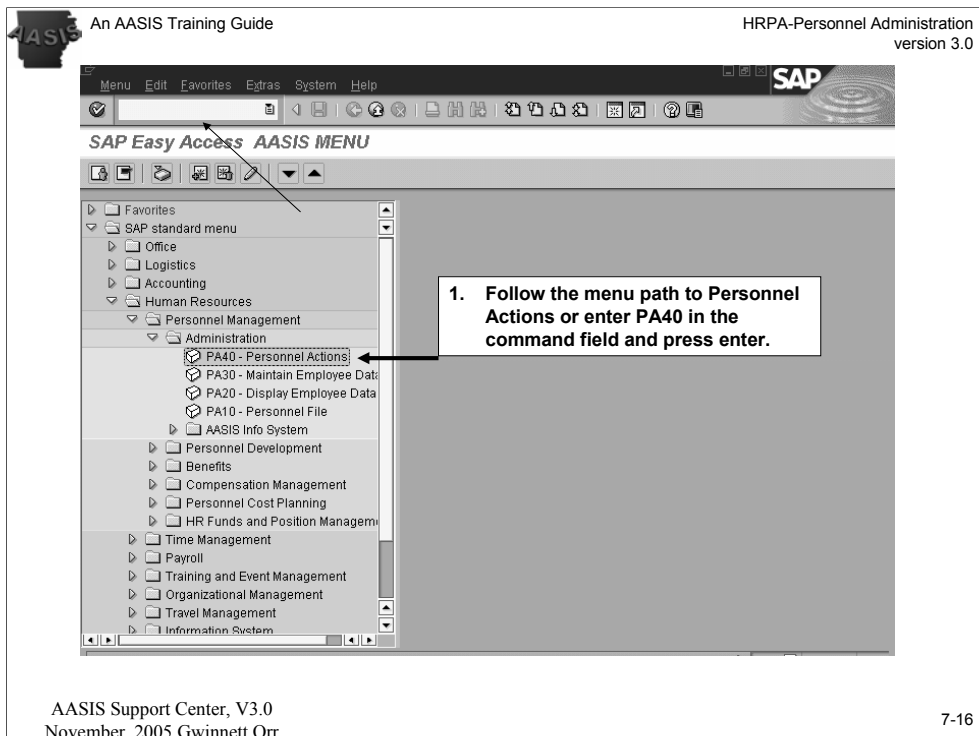 AASIS
An AASIS Training Guide
HRPA-Personnel Administration
version 3.0
Menu Edit Favorites Extras System Help
SAP
SAP Easy Access AASIS MENU
Favorites
SAP standard menu
Office
Logistics
Accounting
Human Resources
Personnel Management
Administration
PA40 - Personnel Actions
PA30 - Maintain Employee Data
PA20 - Display Employee Data
PA10 - Personnel File
AASIS Info System
Personnel Development
Benefits
Compensation Management
Personnel Cost Planning
HR Funds and Position Managem
Time Management
Payroll
Training and Event Management
Organizational Management
Travel Management
Information System
1. Follow the menu path to Personnel
Actions or enter PA40 in the
command field and press enter.
AASIS Support Center, V3.0
November, 2005 Gwinnett Orr
7-16